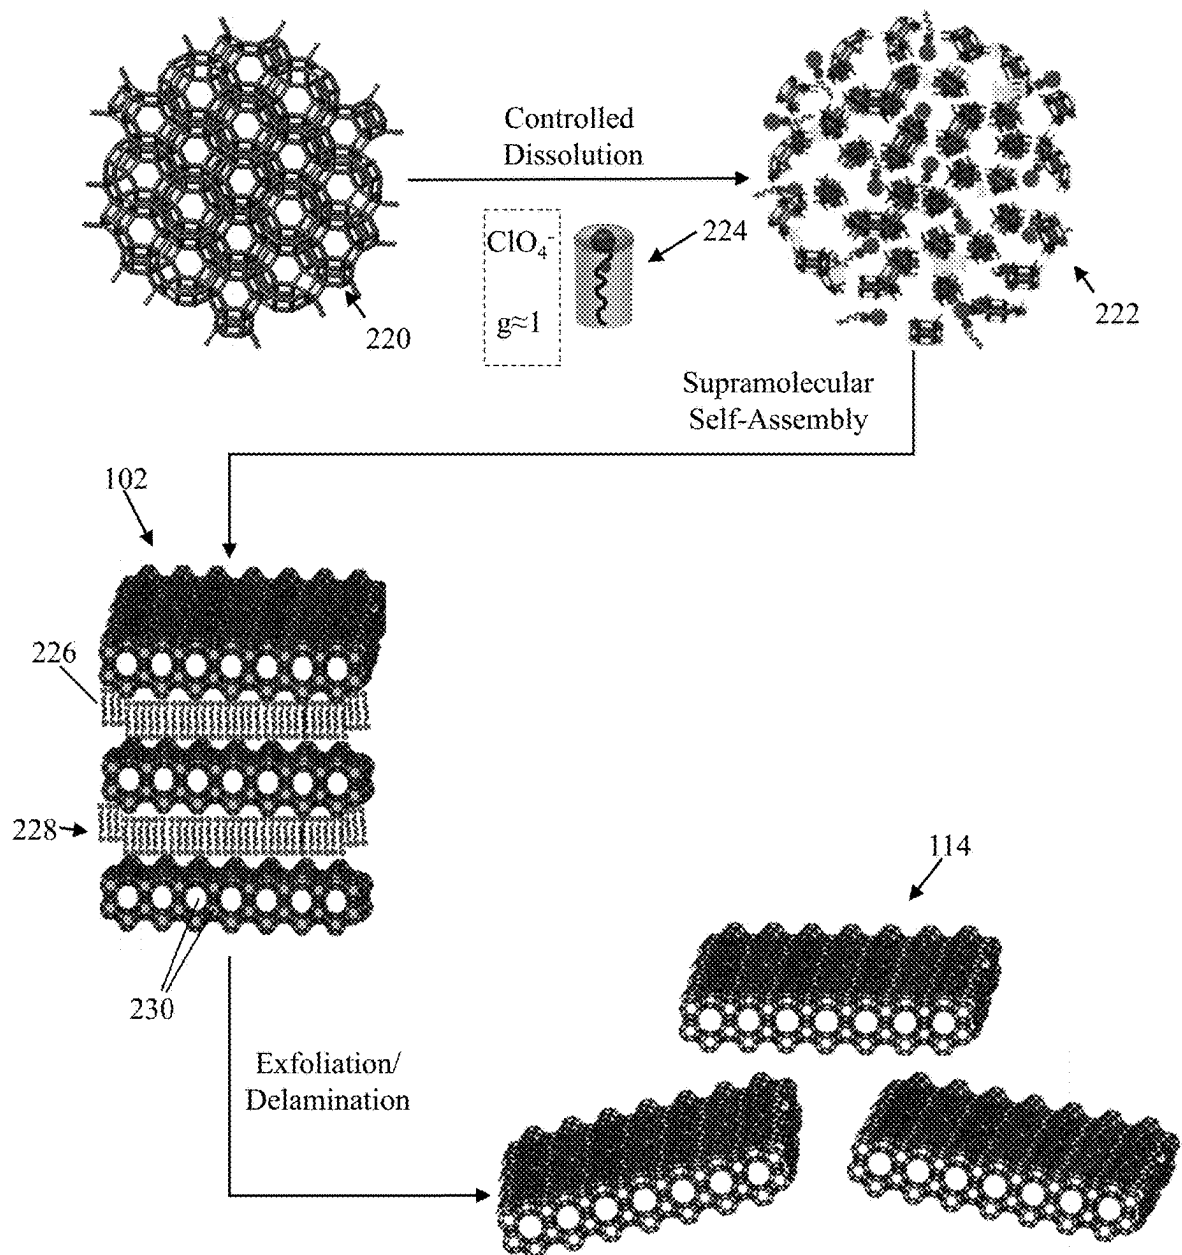 Controlled
Dissolution
ClO₄⁻
g≈1
224
220
222
Supramolecular
Self-Assembly
102
226
228
230
114
Exfoliation/
Delamination